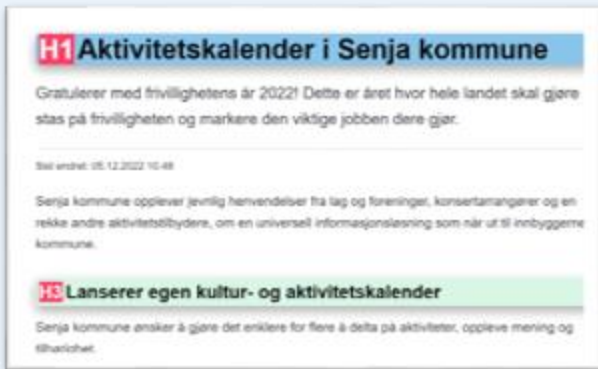 H1 Aktivitetskalender i Senja kommune
Gratulerer med frivillighetens år 2022! Dette er året hvor hele landet skal gjøre
stas på frivilligheten og markere den viktige jobben dere gjør.
Sist endret: 05.12.2022 10.48
Senja kommune opplever jevnlig henvendelser fra lag og foreninger, konsertarrangører og en
rekke andre aktivitetstilbydere, om en universell informasjonsløsning som når ut til innbyggerne
kommune.
H3 Lanserer egen kultur- og aktivitetskalender
Senja kommune ønsker å gjøre det enklere for flere å delta på aktiviteter, oppleve mening og
tilhørighet.